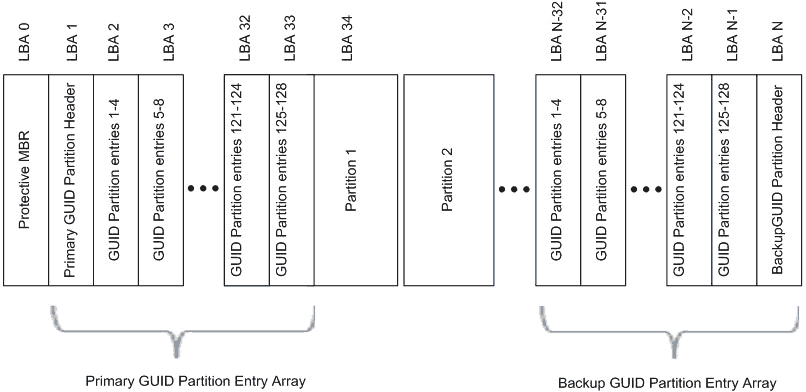 LBA 0
LBA 1
LBA 2
LBA 3
LBA 32
LBA 33
LBA 34
LBA N-32
LBA N-31
LBA N-2
LBA N-1
LBA N
Protective MBR
Primary GUID Partition Header
GUID Partition entries 1-4
GUID Partition entries 5-8
GUID Partition entries 121-124
GUID Partition entries 125-128
Partition 1
Partition 2
GUID Partition entries 1-4
GUID Partition entries 5-8
GUID Partition entries 121-124
GUID Partition entries 125-128
BackupGUID Partition Header
Primary GUID Partition Entry Array
Backup GUID Partition Entry Array